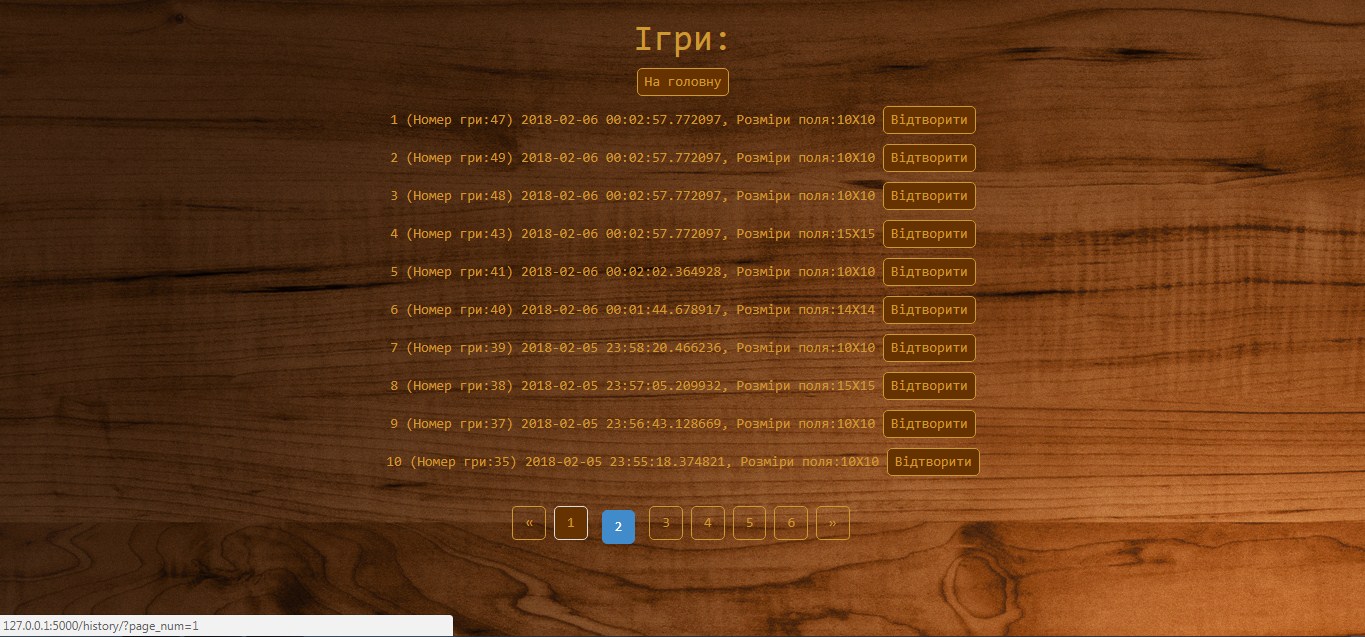 Ігри:
На головну
1 (Номер гри:47) 2018-02-06 00:02:57.772097, Розміри поля:10X10 Відтворити
2 (Номер гри:49) 2018-02-06 00:02:57.772097, Розміри поля:10X10 Відтворити
3 (Номер гри:48) 2018-02-06 00:02:57.772097, Розміри поля:10X10 Відтворити
4 (Номер гри:43) 2018-02-06 00:02:57.772097, Розміри поля:15X15 Відтворити
5 (Номер гри:41) 2018-02-06 00:02:02.364928, Розміри поля:10X10 Відтворити
6 (Номер гри:40) 2018-02-06 00:01:44.678917, Розміри поля:14X14 Відтворити
7 (Номер гри:39) 2018-02-05 23:58:20.466236, Розміри поля:10X10 Відтворити
8 (Номер гри:38) 2018-02-05 23:57:05.209932, Розміри поля:15X15 Відтворити
9 (Номер гри:37) 2018-02-05 23:56:43.128669, Розміри поля:10X10 Відтворити
10 (Номер гри:35) 2018-02-05 23:55:18.374821, Розміри поля:10X10 Відтворити
« 1 2 3 4 5 6 »
127.0.0.1:5000/history/?page_num=1